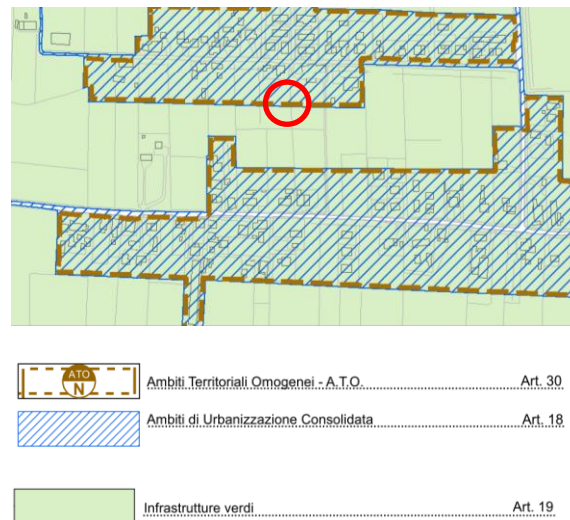 ATO
N
Ambiti Territoriali Omogenei - A.T.O. Art. 30
Ambiti di Urbanizzazione Consolidata Art. 18
Infrastrutture verdi Art. 19